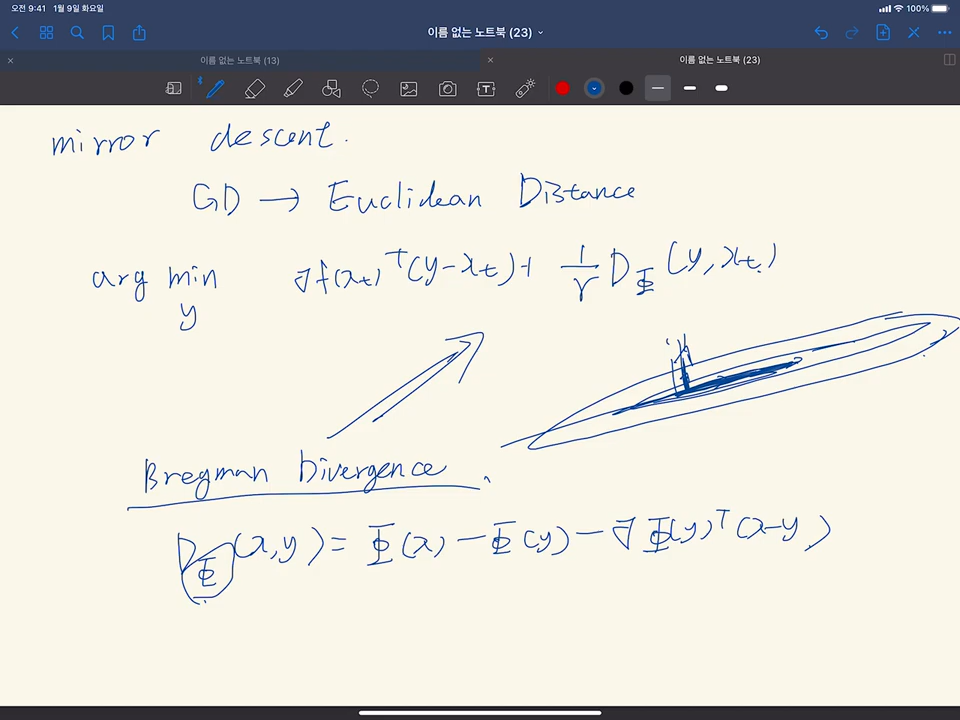 오전 9:41 1월 9일 화요일 100%
이름 없는 노트북 (23)
이름 없는 노트북 (13) 이름 없는 노트북 (23)
mirror descent.
GD → Euclidean Distance
arg min ∇f(x_t)^T(y-x_t)+ 1/γ D_Φ(y, x_t)
y
Bregman Divergence.
D_Φ(x,y) = Φ(x) - Φ(y) - ∇Φ(y)^T(x-y)